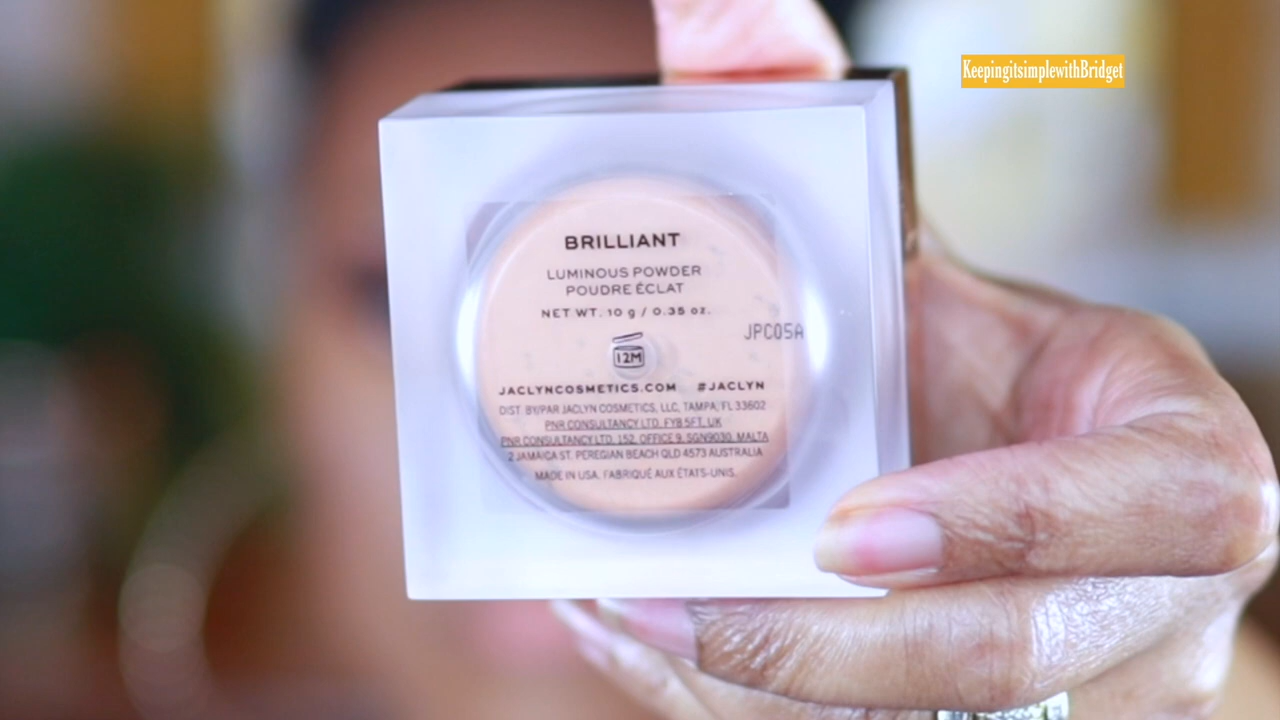 KeepingitsimplewithBridget
BRILLIANT
LUMINOUS POWDER
POUDRE ÉCLAT
NET WT. 10 g / 0.35 oz.
JPC05A
12M
JACLYNCOSMETICS.COM #JACLYN
DIST. BY/PAR JACLYN COSMETICS, LLC, TAMPA, FL 33602
PNR CONSULTANCY LTD, FY8 5FT, UK
PNR CONSULTANCY LTD, 152, OFFICE 9, SGN9030, MALTA
2 JAMAICA ST. PEREGIAN BEACH QLD 4573 AUSTRALIA
MADE IN USA. FABRIQUÉ AUX ÉTATS-UNIS.